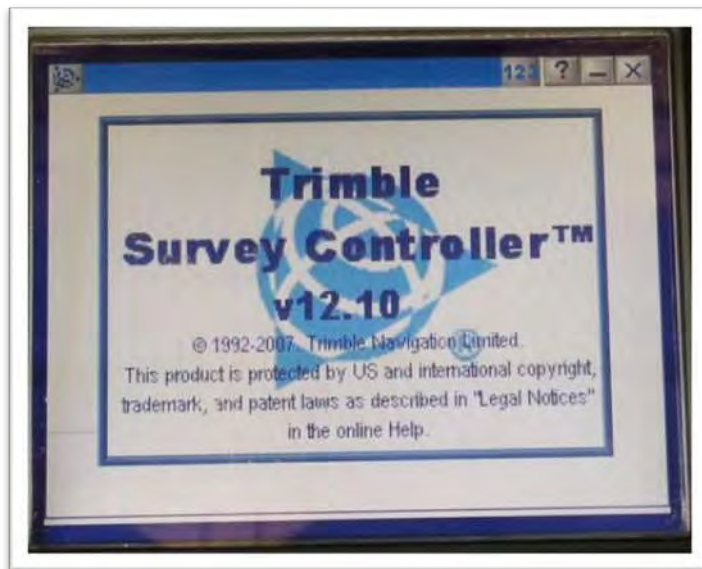 123 ?
Trimble
Survey Controller™
v12.10
© 1992-2007, Trimble Navigation Limited.
This product is protected by US and international copyright,
trademark, and patent laws as described in "Legal Notices"
in the online Help.